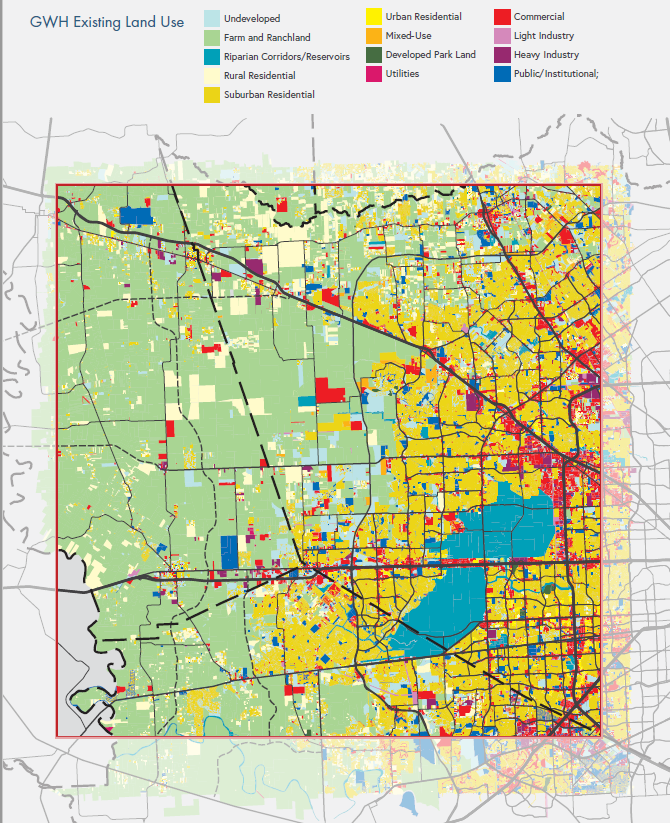 GWH Existing Land Use
Undeveloped
Farm and Ranchland
Riparian Corridors/Reservoirs
Rural Residential
Suburban Residential
Urban Residential
Mixed-Use
Developed Park Land
Utilities
Commercial
Light Industry
Heavy Industry
Public/Institutional;